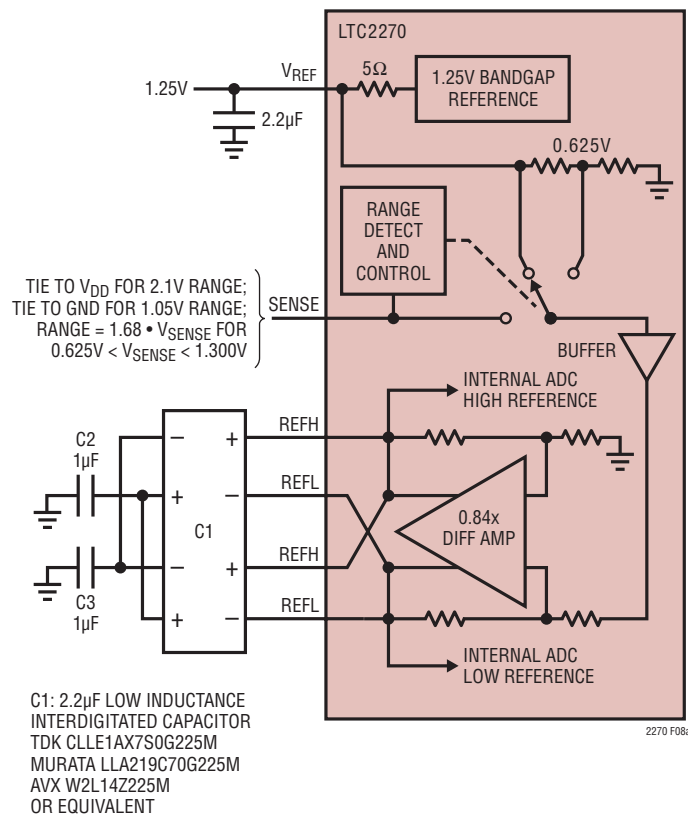 LTC2270
VREF
5Ω
1.25V
1.25V BANDGAP
REFERENCE
2.2µF
0.625V
RANGE
DETECT
AND
CONTROL
TIE TO VDD FOR 2.1V RANGE;
TIE TO GND FOR 1.05V RANGE;
RANGE = 1.68 • VSENSE FOR
0.625V < VSENSE < 1.300V
SENSE
BUFFER
INTERNAL ADC
HIGH REFERENCE
REFH
C2
1µF
–
+
REFL
+
–
C1
0.84x
DIFF AMP
REFH
–
+
C3
1µF
REFL
+
–
INTERNAL ADC
LOW REFERENCE
C1: 2.2µF LOW INDUCTANCE
INTERDIGITATED CAPACITOR
TDK CLLE1AX7S0G225M
MURATA LLA219C70G225M
AVX W2L14Z225M
OR EQUIVALENT
2270 F08a